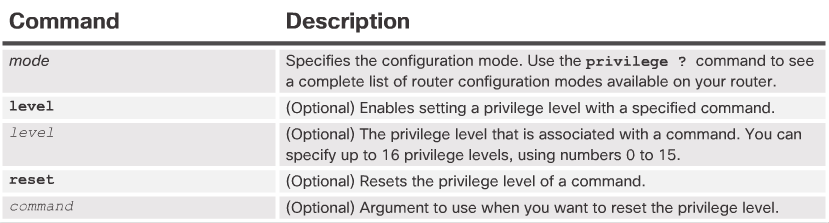 Command Description
mode Specifies the configuration mode. Use the privilege ? command to see
a complete list of router configuration modes available on your router.
level (Optional) Enables setting a privilege level with a specified command.
level (Optional) The privilege level that is associated with a command. You can
specify up to 16 privilege levels, using numbers 0 to 15.
reset (Optional) Resets the privilege level of a command.
command (Optional) Argument to use when you want to reset the privilege level.